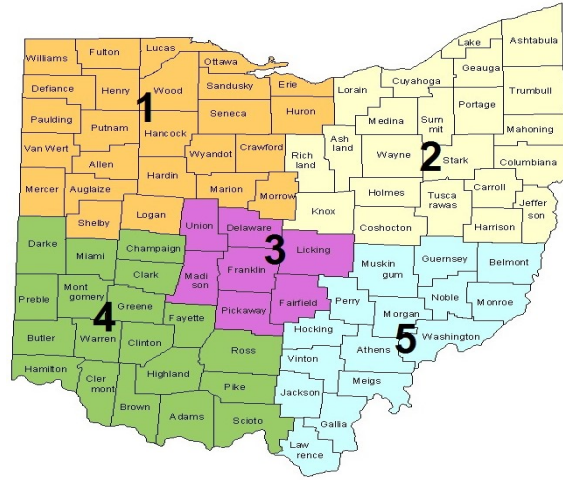 Williams
Fulton
Lucas
Ottawa
Defiance
Henry
Wood
Sandusky
Erie
Paulding
Putnam
Hancock
Seneca
Huron
Van Wert
Allen
Wyandot
Crawford
Mercer
Auglaize
Hardin
Marion
Morrow
Shelby
Logan
1
Lake
Ashtabula
Geauga
Cuyahoga
Lorain
Trumbull
Medina
Sum
mit
Portage
Mahoning
Rich
land
Ash
land
Wayne
Stark
Columbiana
Holmes
Tusca
rawas
Carroll
Jeffer
son
Knox
Coshocton
Harrison
2
Union
Delaware
Licking
Madi
son
Franklin
Pickaway
Fairfield
3
Darke
Miami
Champaign
Clark
Preble
Mont
gomery
Greene
Fayette
Butler
Warren
Clinton
Ross
Hamilton
Cler
mont
Highland
Pike
Brown
Adams
Scioto
4
Muskin
gum
Guernsey
Belmont
Perry
Noble
Monroe
Morgan
Hocking
Washington
Vinton
Athens
Meigs
Jackson
Gallia
Law
rence
5